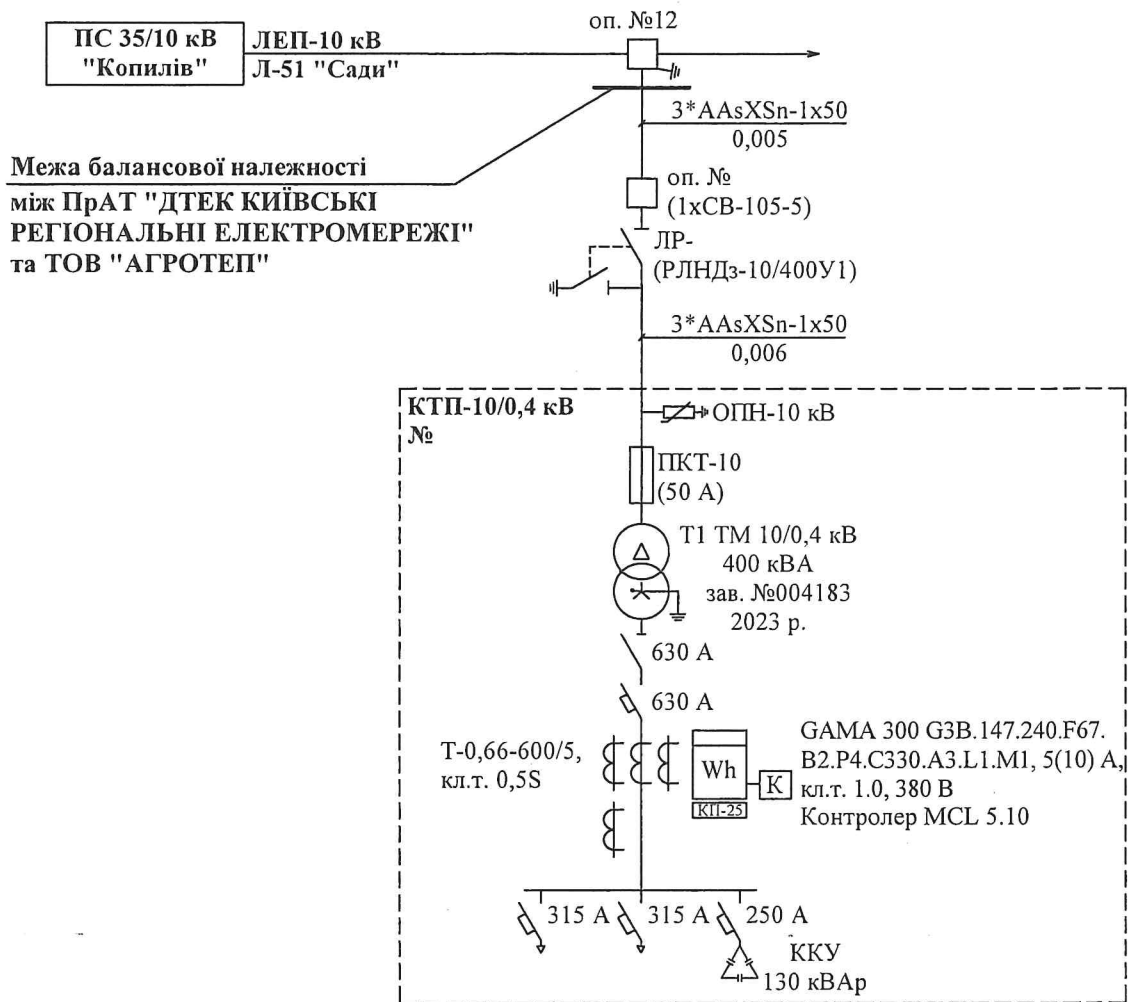 оп. №12
ПС 35/10 кВ
"Копилів"
ЛЕП-10 кВ
Л-51 "Сади"
3*AAsXSn-1x50
0,005
Межа балансової належності
між ПрАТ "ДТЕК КИЇВСЬКІ
РЕГІОНАЛЬНІ ЕЛЕКТРОМЕРЕЖІ"
та ТОВ "АГРОТЕП"
оп. №
(1хСВ-105-5)
ЛР-
(РЛНДз-10/400У1)
3*AAsXSn-1x50
0,006
КТП-10/0,4 кВ
№
ОПН-10 кВ
ПКТ-10
(50 А)
Т1 ТМ 10/0,4 кВ
400 кВА
зав. №004183
2023 р.
630 А
630 А
Т-0,66-600/5,
кл.т. 0,5S
Wh
КП-25
К
GAMA 300 G3B.147.240.F67.
B2.P4.C330.A3.L1.M1, 5(10) А,
кл.т. 1.0, 380 В
Контролер MCL 5.10
315 А
315 А
250 А
ККУ
130 кВАр